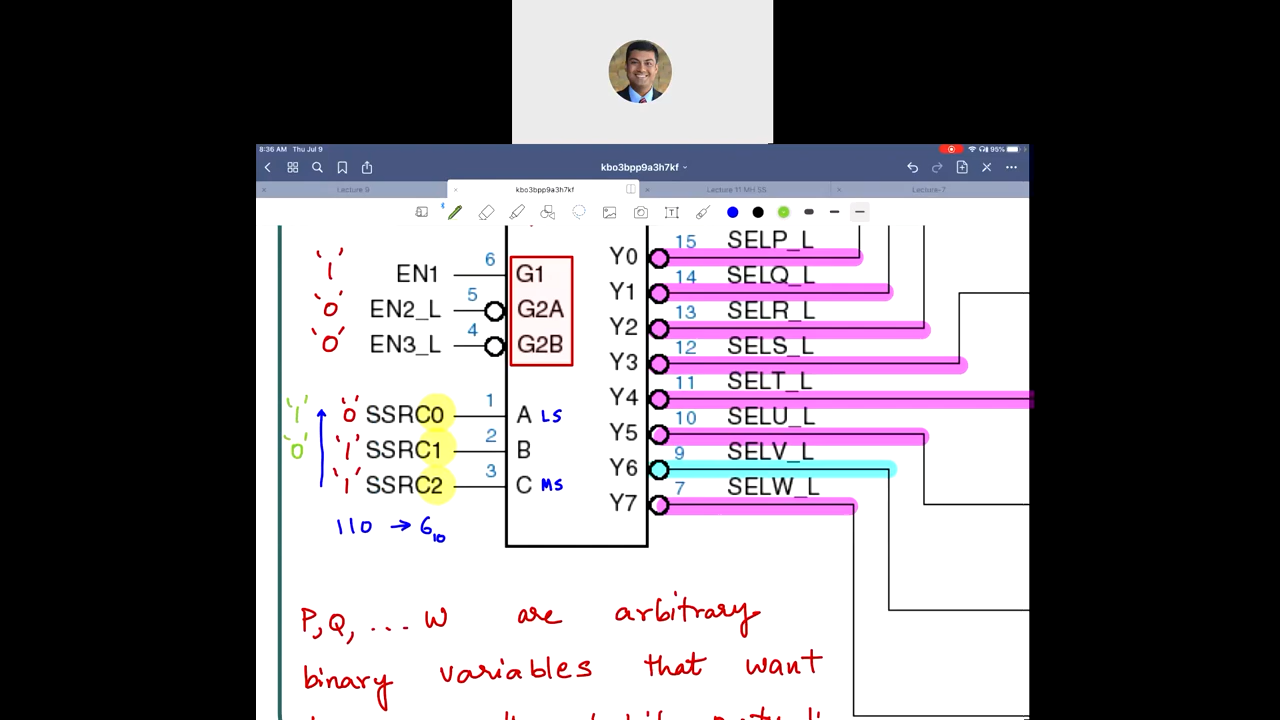 8:36 AM Thu Jul 9
95%
kbo3bpp9a3h7kf
Lecture 9
kbo3bpp9a3h7kf
Lecture 11 MH SS
Lecture-7
T
15 SELP_L
Y0
'1' EN1 6 G1
14 SELQ_L
Y1
'0' EN2_L 5 G2A
13 SELR_L
Y2
'0' EN3_L 4 G2B
12 SELS_L
Y3
11 SELT_L
Y4
'1' '0' SSRC0 1 A LS
10 SELU_L
Y5
'0' '1' SSRC1 2 B
9 SELV_L
Y6
'1' SSRC2 3 C MS
7 SELW_L
Y7
110 → 6₁₀
P,Q, ... W are arbitrary
binary variables that want